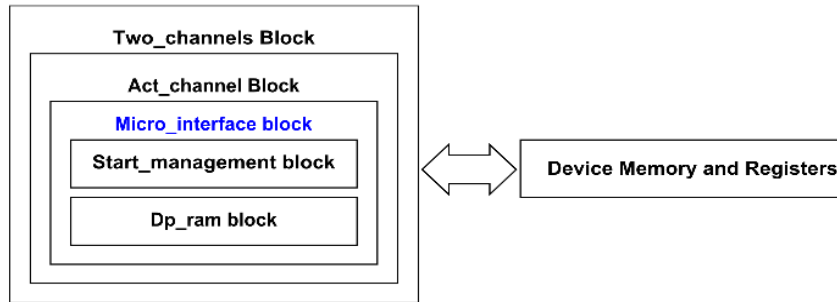 Two_channels Block
Act_channel Block
Micro_interface block
Start_management block
Dp_ram block
Device Memory and Registers